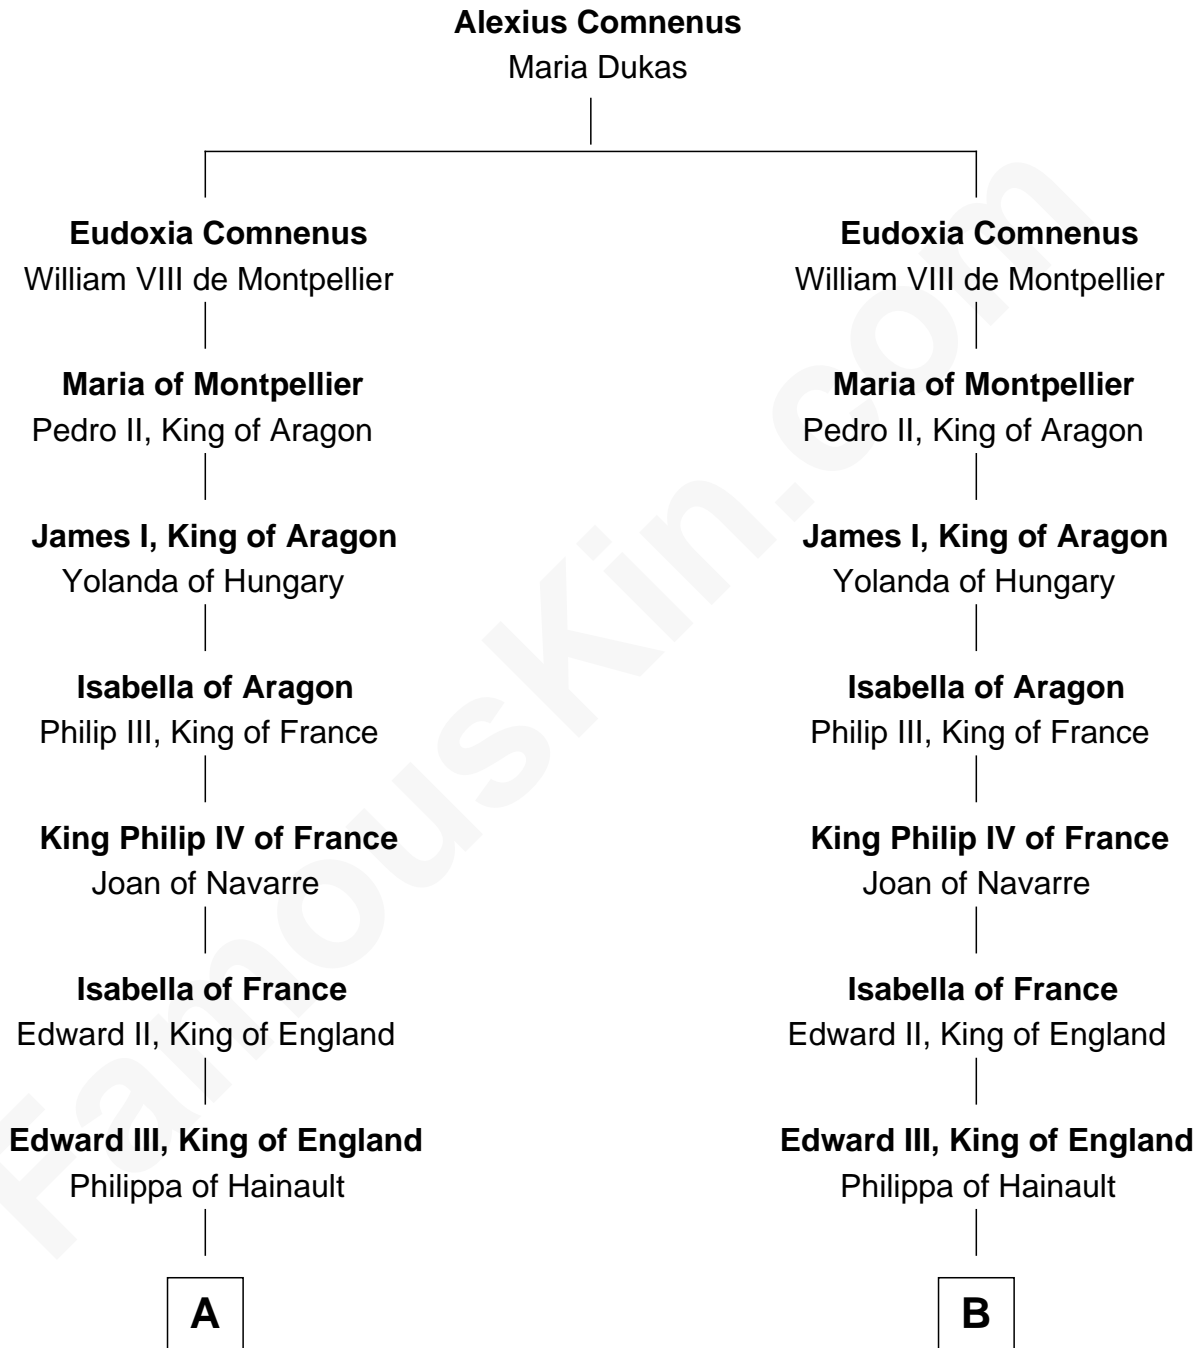 Alexius Comnenus
Maria Dukas
Eudoxia Comnenus
William VIII de Montpellier
Maria of Montpellier
Pedro II, King of Aragon
James I, King of Aragon
Yolanda of Hungary
Isabella of Aragon
Philip III, King of France
King Philip IV of France
Joan of Navarre
Isabella of France
Edward II, King of England
Edward III, King of England
Philippa of Hainault
A
Eudoxia Comnenus
William VIII de Montpellier
Maria of Montpellier
Pedro II, King of Aragon
James I, King of Aragon
Yolanda of Hungary
Isabella of Aragon
Philip III, King of France
King Philip IV of France
Joan of Navarre
Isabella of France
Edward II, King of England
Edward III, King of England
Philippa of Hainault
B
FamousKin.com